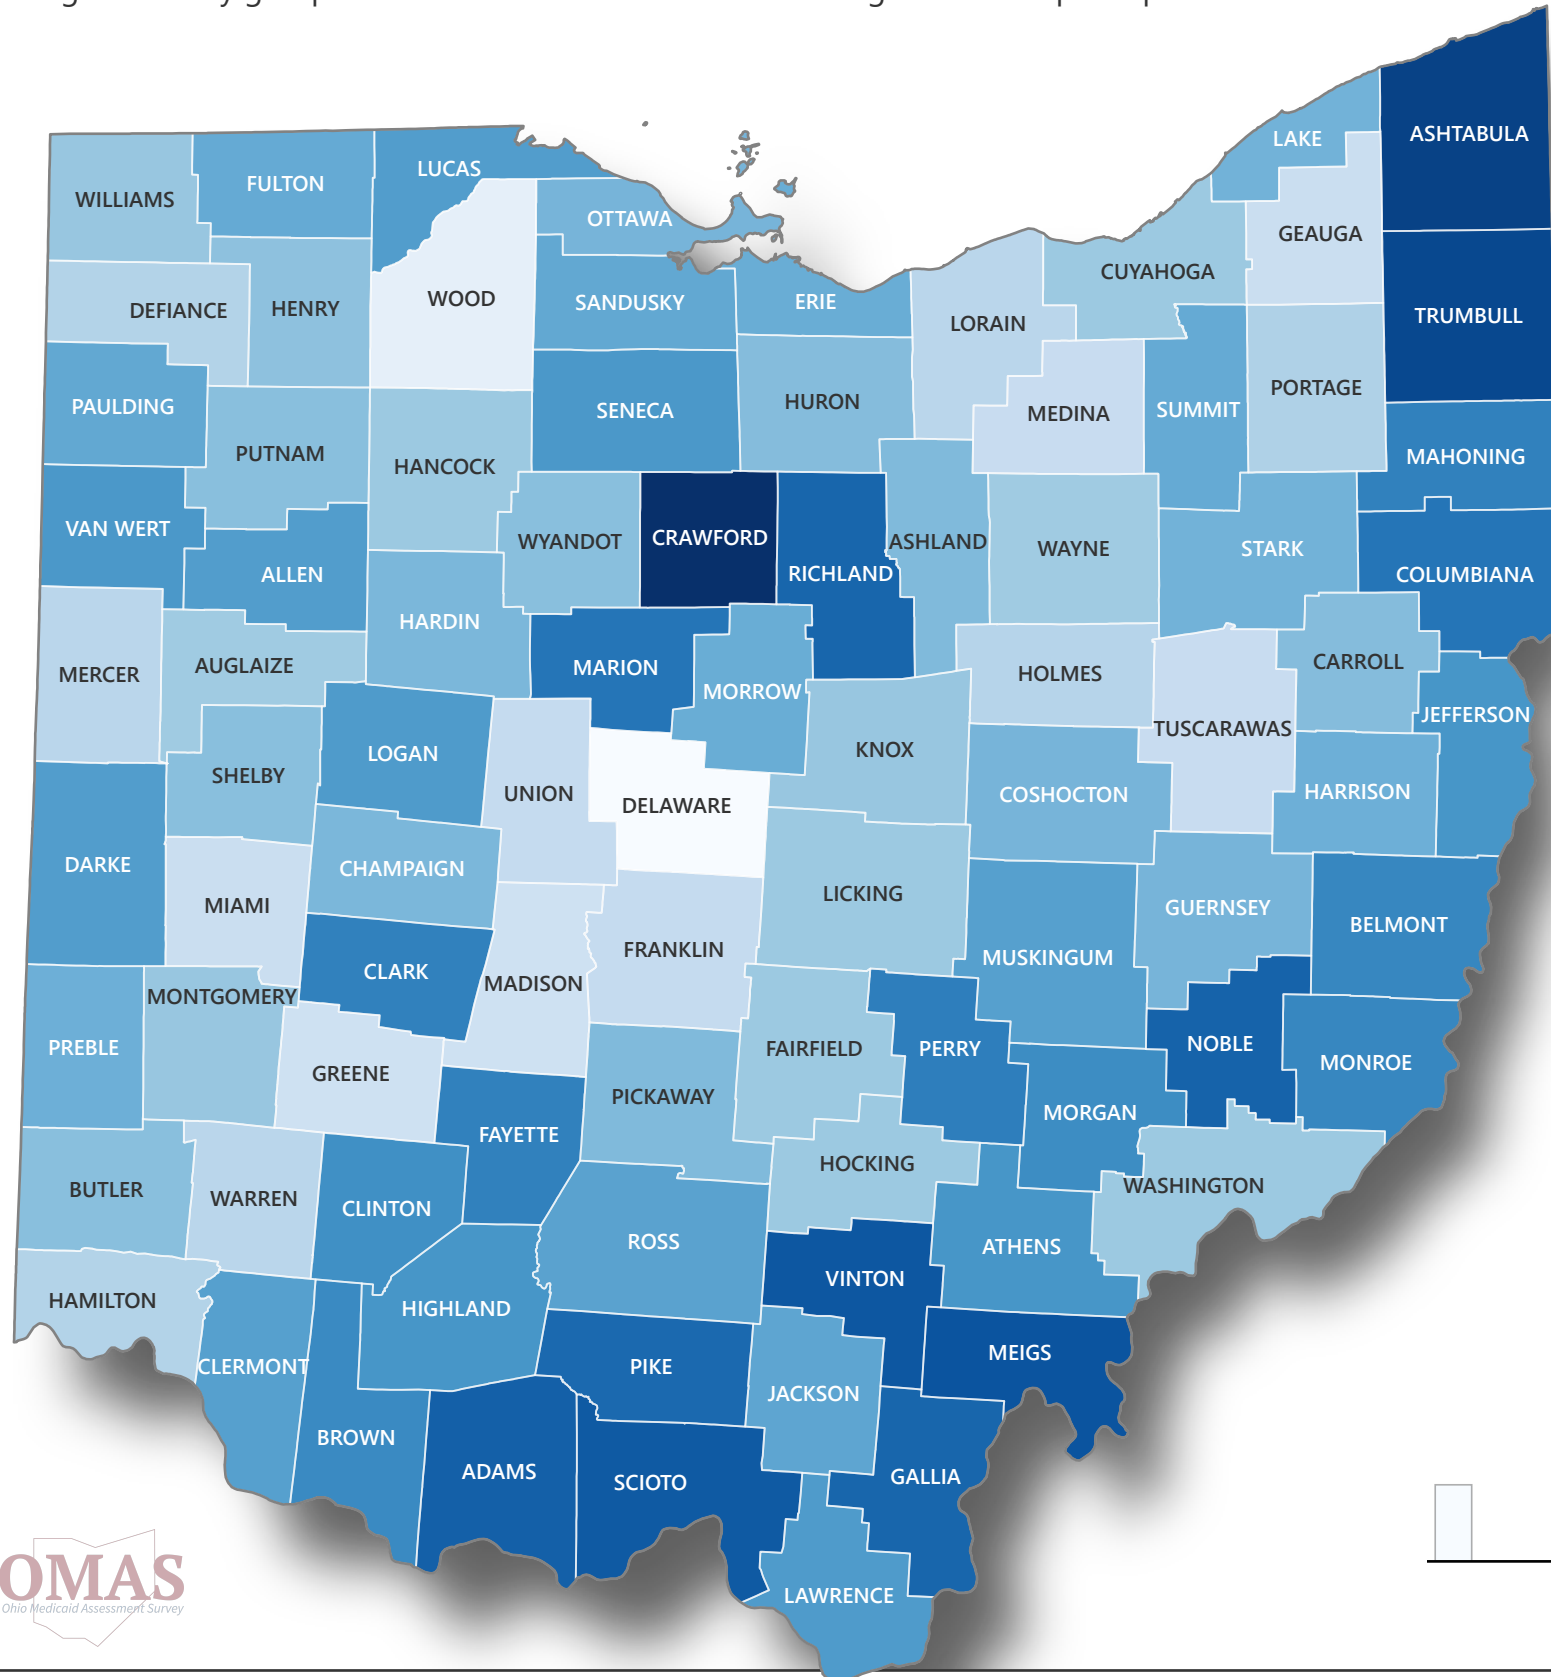 ASHTABULA
LAKE
LUCAS
FULTON
WILLIAMS
OTTAWA
GEAUGA
CUYAHOGA
WOOD
SANDUSKY
ERIE
HENRY
DEFIANCE
LORAIN
TRUMBULL
PORTAGE
HURON
PAULDING
SENECA
MEDINA
SUMMIT
PUTNAM
HANCOCK
MAHONING
VAN WERT
WYANDOT
CRAWFORD
ASHLAND
WAYNE
STARK
ALLEN
RICHLAND
COLUMBIANA
HARDIN
MERCER
AUGLAIZE
MARION
MORROW
HOLMES
CARROLL
JEFFERSON
TUSCARAWAS
LOGAN
KNOX
SHELBY
UNION
DELAWARE
COSHOCTON
HARRISON
DARKE
CHAMPAIGN
MIAMI
LICKING
GUERNSEY
BELMONT
FRANKLIN
MUSKINGUM
CLARK
MADISON
MONTGOMERY
PREBLE
FAIRFIELD
PERRY
NOBLE
MONROE
GREENE
PICKAWAY
MORGAN
FAYETTE
HOCKING
BUTLER
WARREN
CLINTON
WASHINGTON
ROSS
ATHENS
VINTON
HAMILTON
HIGHLAND
MEIGS
CLERMONT
PIKE
JACKSON
BROWN
ADAMS
SCIOTO
GALLIA
LAWRENCE
OMAS
Ohio Medicaid Assessment Survey